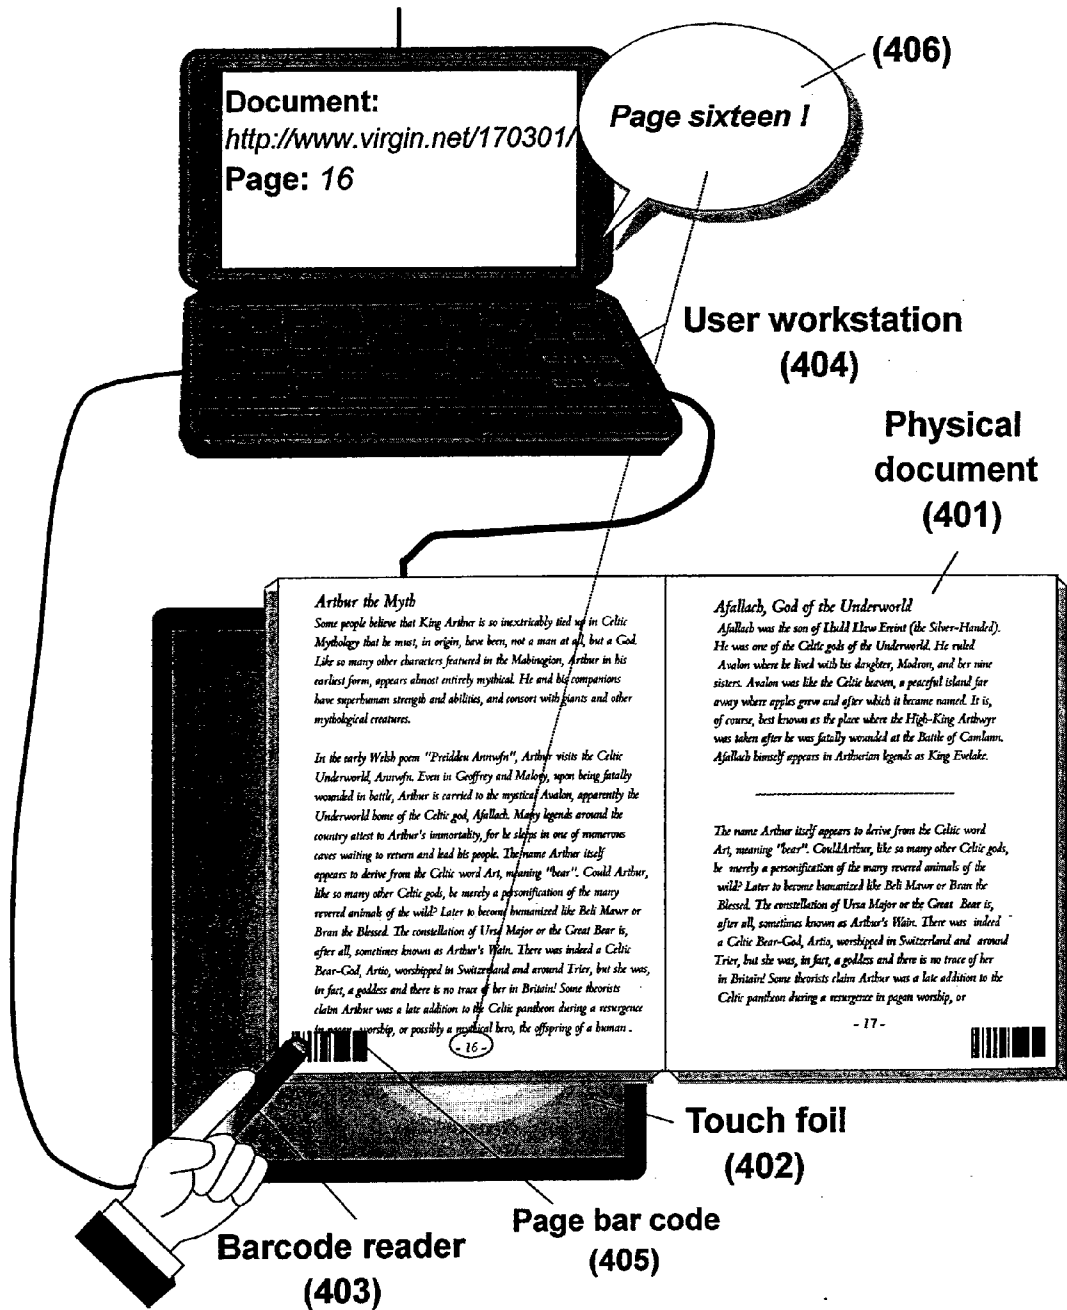 (406)
Document:
http://www.virgin.net/170301/
Page: 16
Page sixteen !
User workstation
(404)
Physical
document
(401)
Arthur the Myth
Some people believe that King Arthur is so inextricably tied up in Celtic
Mythology that he must, in origin, have been, not a man at all, but a God.
Like so many other characters featured in the Mabinogion, Arthur in his
earliest form, appears almost entirely mythical. He and his companions
have superhuman strength and abilities, and consort with giants and other
mythological creatures.
In the early Welsh poem "Preiddeu Annwfn", Arthur visits the Celtic
Underworld, Annwfn. Even in Geoffrey and Malory, upon being fatally
wounded in battle, Arthur is carried to the mystical Avalon, apparently the
Underworld home of the Celtic god, Afallach. Many legends around the
country attest to Arthur's immortality, for he sleeps in one of numerous
caves waiting to return and lead his people. The name Arthur itself
appears to derive from the Celtic word Art, meaning "bear". Could Arthur,
like so many other Celtic gods, be merely a personification of the many
revered animals of the wild? Later to become humanized like Beli Mawr or
Bran the Blessed. The constellation of Ursa Major or the Great Bear is,
after all, sometimes known as Arthur's Wain. There was indeed a Celtic
Bear-God, Artio, worshipped in Switzerland and around Trier, but she was,
in fact, a goddess and there is no trace of her in Britain! Some theorists
claim Arthur was a late addition to the Celtic pantheon during a resurgence
in pagan worship, or possibly a mythical hero, the offspring of a human -
- 16 -
Afallach, God of the Underworld
Afallach was the son of Lludd Llaw Ereint (the Silver-Handed).
He was one of the Celtic gods of the Underworld. He ruled
Avalon where he lived with his daughter, Modron, and her nine
sisters. Avalon was like the Celtic heaven, a peaceful island far
away where apples grew and after which it became named. It is,
of course, best known as the place where the High-King Arthwyr
was taken after he was fatally wounded at the Battle of Camlann.
Afallach himself appears in Arthurian legends as King Evelake.
The name Arthur itself appears to derive from the Celtic word
Art, meaning "bear". CouldArthur, like so many other Celtic gods,
be merely a personification of the many revered animals of the
wild? Later to become humanized like Beli Mawr or Bran the
Blessed. The constellation of Ursa Major or the Great Bear is,
after all, sometimes known as Arthur's Wain. There was indeed
a Celtic Bear-God, Artio, worshipped in Switzerland and around
Trier, but she was, in fact, a goddess and there is no trace of her
in Britain! Some theorists claim Arthur was a late addition to the
Celtic pantheon during a resurgence in pagan worship, or
- 17 -
Touch foil
(402)
Page bar code
(405)
Barcode reader
(403)